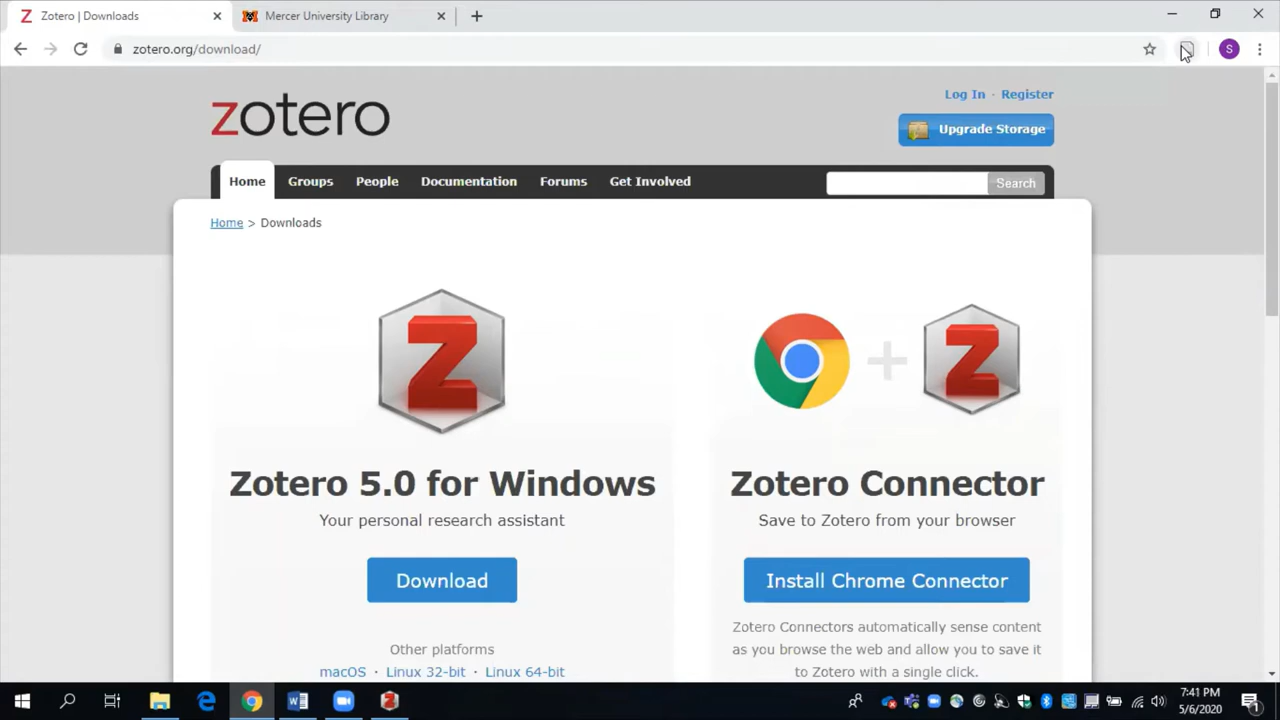 Zotero | Downloads
Mercer University Library
zotero.org/download/
S
zotero
Log In · Register
Upgrade Storage
Home Groups People Documentation Forums Get Involved
Search
Home > Downloads
Z
Z
Zotero 5.0 for Windows
Your personal research assistant
Download
Other platforms
macOS · Linux 32-bit · Linux 64-bit
Zotero Connector
Save to Zotero from your browser
Install Chrome Connector
Zotero Connectors automatically sense content
as you browse the web and allow you to save it
to Zotero with a single click.
7:41 PM
5/6/2020
1